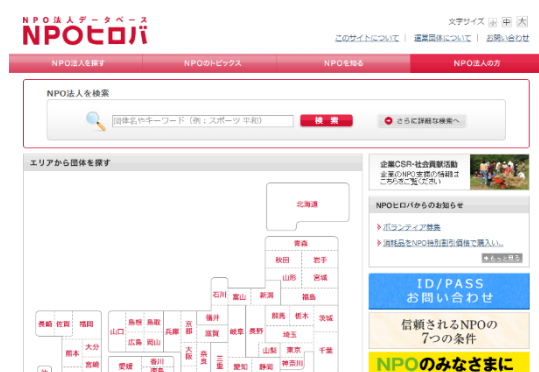 NPO法人データベース
NPOヒロバ
文字サイズ 小 中 大
このサイトについて | 運営団体について | お問い合わせ
NPO法人を探す
NPOのトピックス
NPOを知る
NPO法人の方
NPO法人を検索
団体名やキーワード（例：スポーツ 平和）
検 索
さらに詳細な検索へ
エリアから団体を探す
北海道
青森
秋田 岩手
山形 宮城
石川 富山 新潟 福島
長崎 佐賀 福岡
山口 島根 鳥取 兵庫 京都 福井 岐阜 長野 群馬 栃木 茨城
広島 岡山 滋賀 埼玉
熊本 大分 大阪 奈良 三重 山梨 東京 千葉
宮崎 愛媛 香川 愛知 静岡 神奈川
徳島
企業CSR・社会貢献活動
企業のNPO支援の情報は
こちらをご覧ください
NPOヒロバからのお知らせ
ボランティア募集
消耗品をNPO特別割引価格で購入い...
もっと見る
ID/PASS
お問い合わせ
信頼されるNPOの
7つの条件
NPOのみなさまに